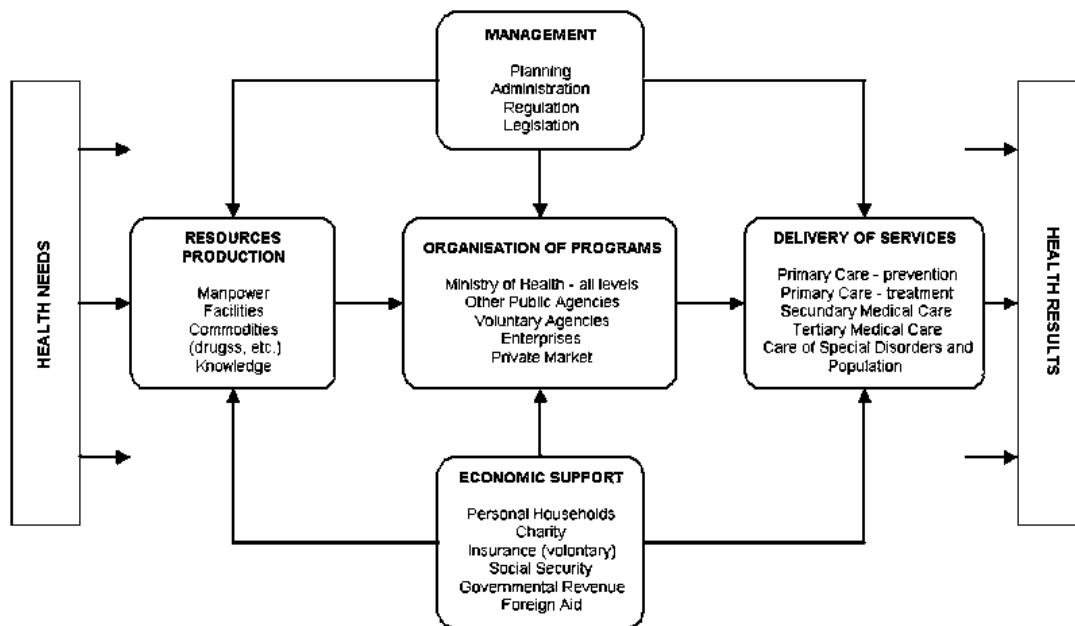 MANAGEMENT
Planning
Administration
Regulation
Legislation
HEALTH NEEDS
RESOURCES
PRODUCTION
Manpower
Facilities
Commodities
(drugss, etc.)
Knowledge
ORGANISATION OF PROGRAMS
Ministry of Health - all levels
Other Public Agencies
Voluntary Agencies
Enterprises
Private Market
DELIVERY OF SERVICES
Primary Care - prevention
Primary Care - treatment
Secundary Medical Care
Tertiary Medical Care
Care of Special Disorders and
Population
HEALTH RESULTS
ECONOMIC SUPPORT
Personal Households
Charity
Insurance (voluntary)
Social Security
Governmental Revenue
Foreign Aid